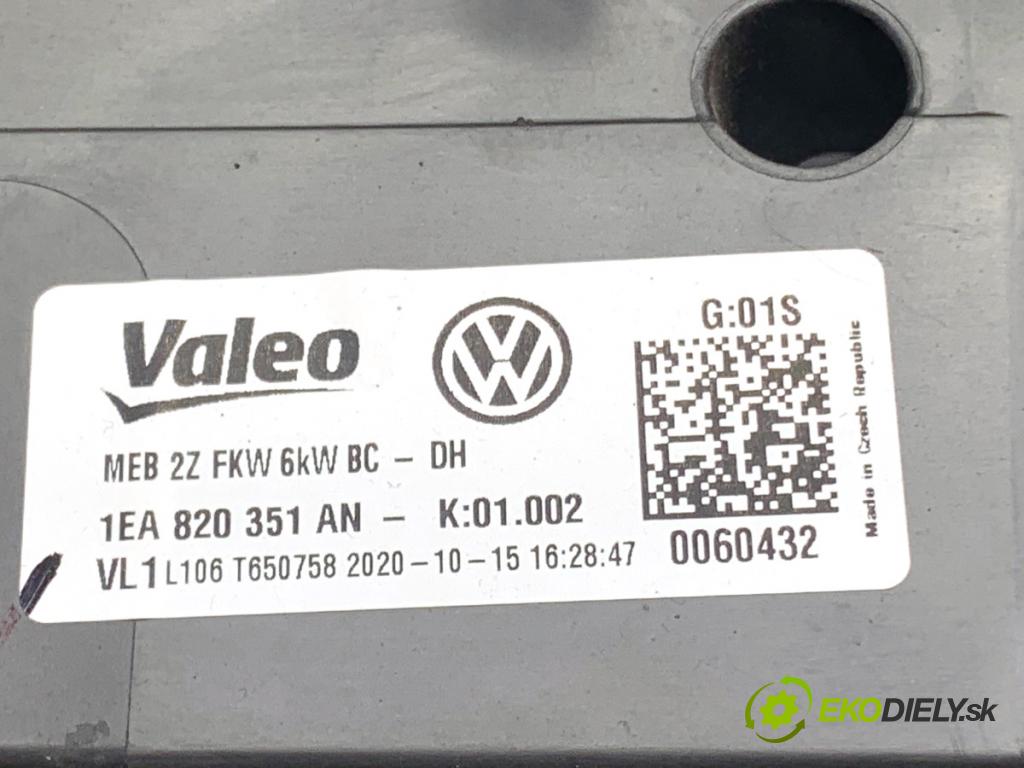 Valeo
VW
G:01S
Made in Czech Republic
MEB 2Z FKW 6kW BC – DH
1EA 820 351 AN – K:01.002
0060432
VL1 L106 T650758 2020-10-15 16:28:47
EKODIELY.sk